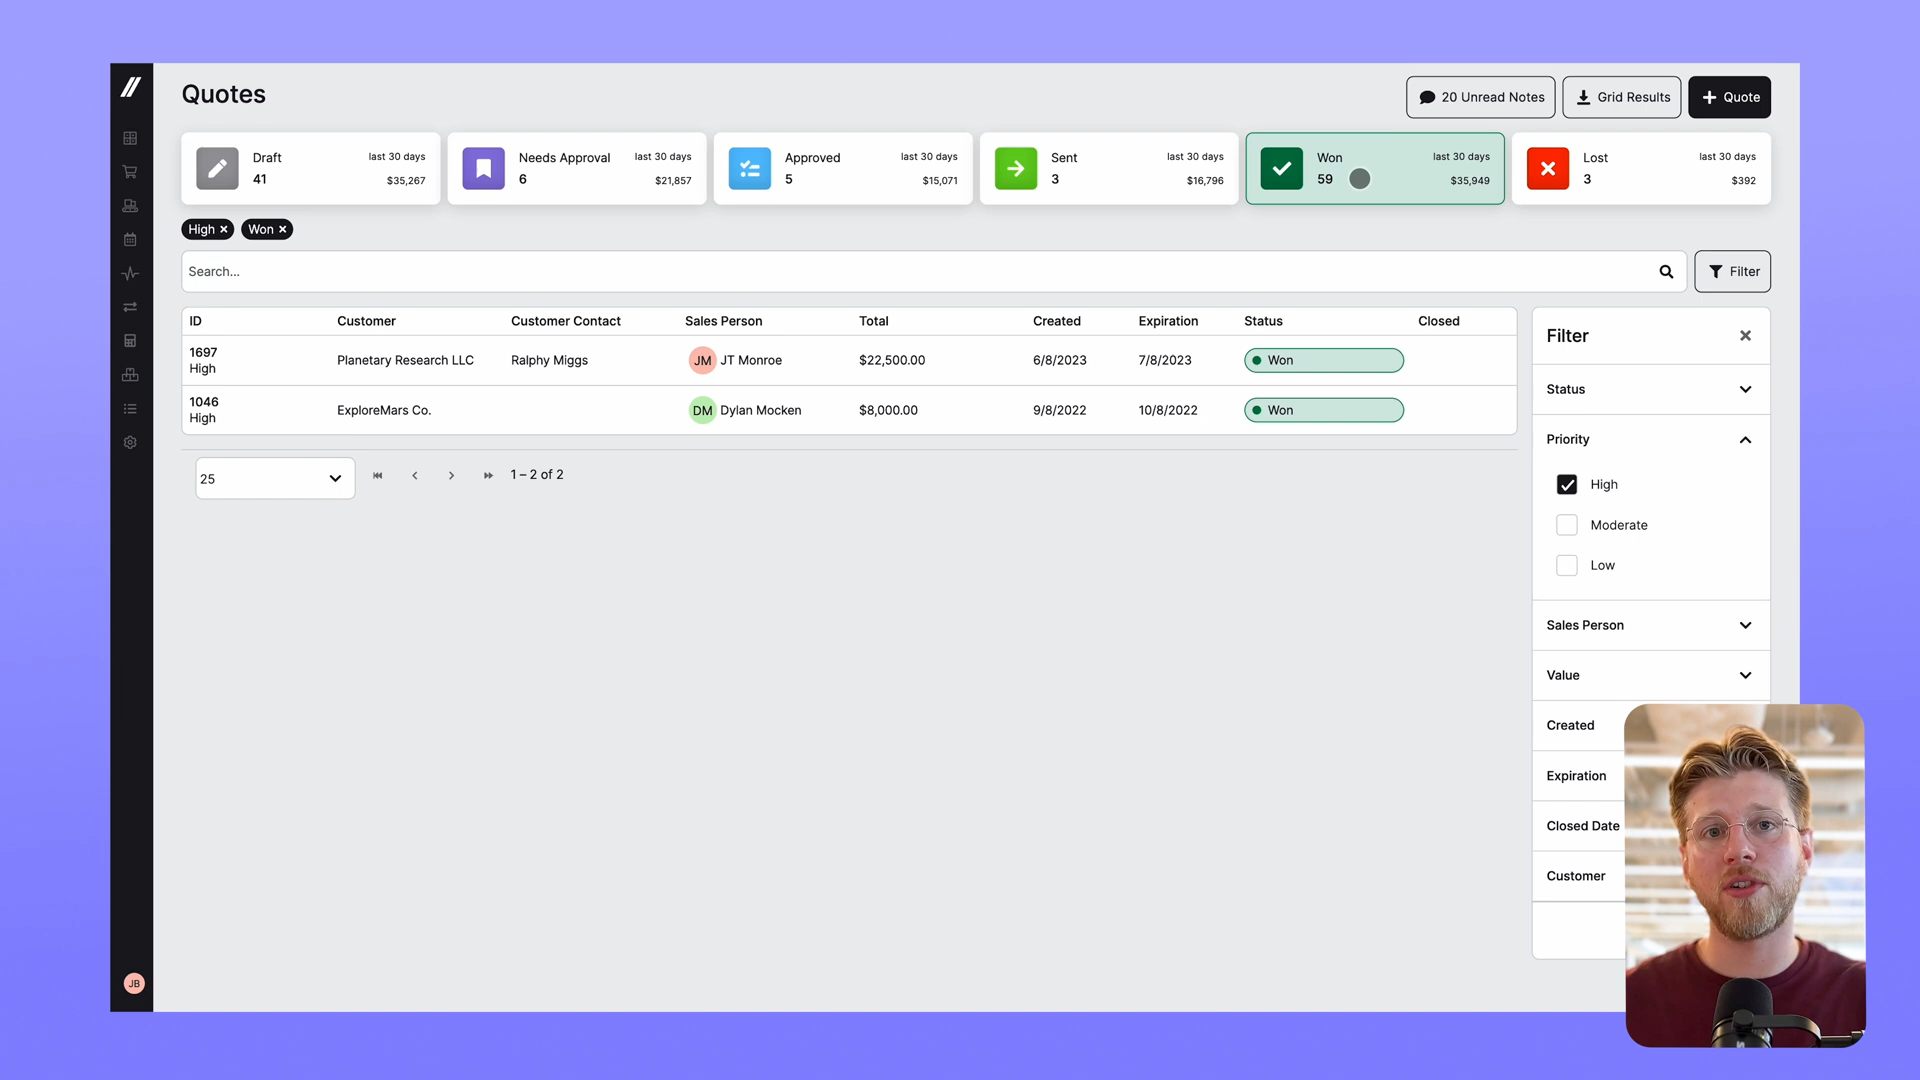 Quotes
20 Unread Notes
Grid Results
Quote
Draft
41
last 30 days
$35,267
Needs Approval
6
last 30 days
$21,857
Approved
5
last 30 days
$15,071
Sent
3
last 30 days
$16,796
Won
59
last 30 days
$35,949
Lost
3
last 30 days
$392
High
Won
Search...
Filter
ID Customer Customer Contact Sales Person Total Created Expiration Status Closed
1697
High
Planetary Research LLC Ralphy Miggs JM JT Monroe $22,500.00 6/8/2023 7/8/2023 Won
1046
High
ExploreMars Co. DM Dylan Mocken $8,000.00 9/8/2022 10/8/2022 Won
25
1 – 2 of 2
Filter
Status
Priority
High
Moderate
Low
Sales Person
Value
Created
Expiration
Closed Date
Customer
JB